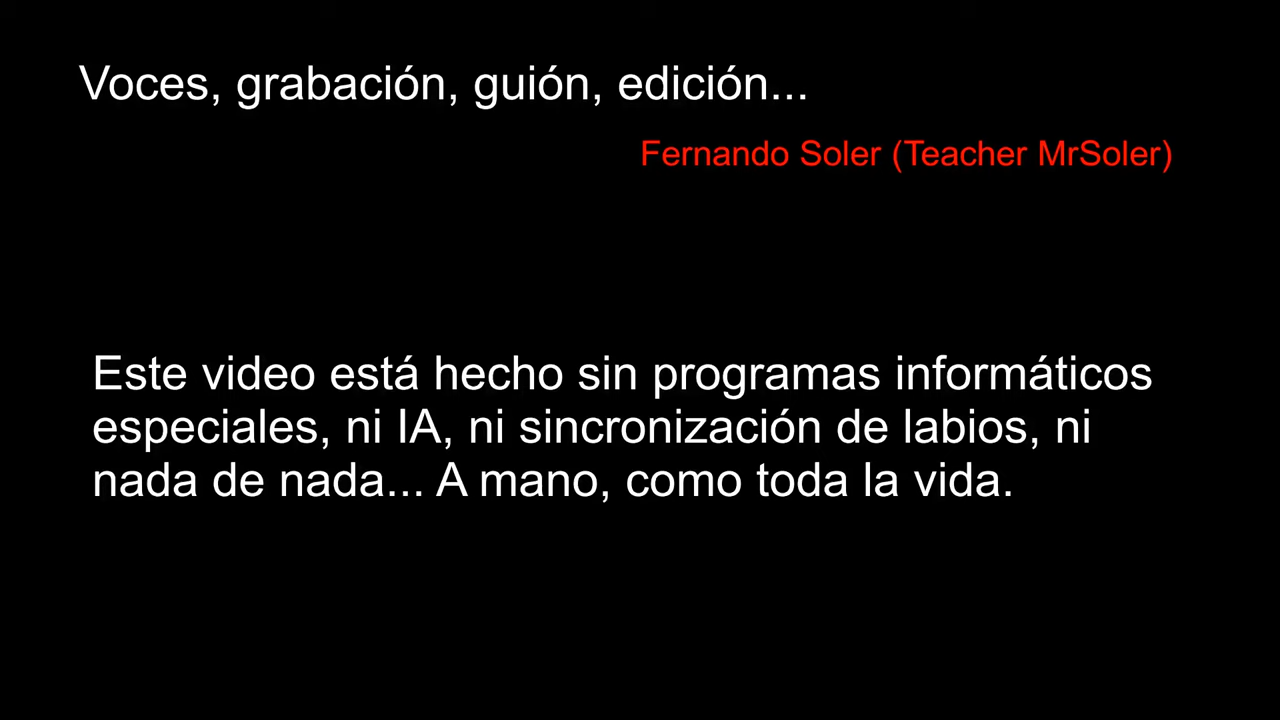 Voces, grabación, guión, edición...
Fernando Soler (Teacher MrSoler)
Este video está hecho sin programas informáticos
especiales, ni IA, ni sincronización de labios, ni
nada de nada... A mano, como toda la vida.